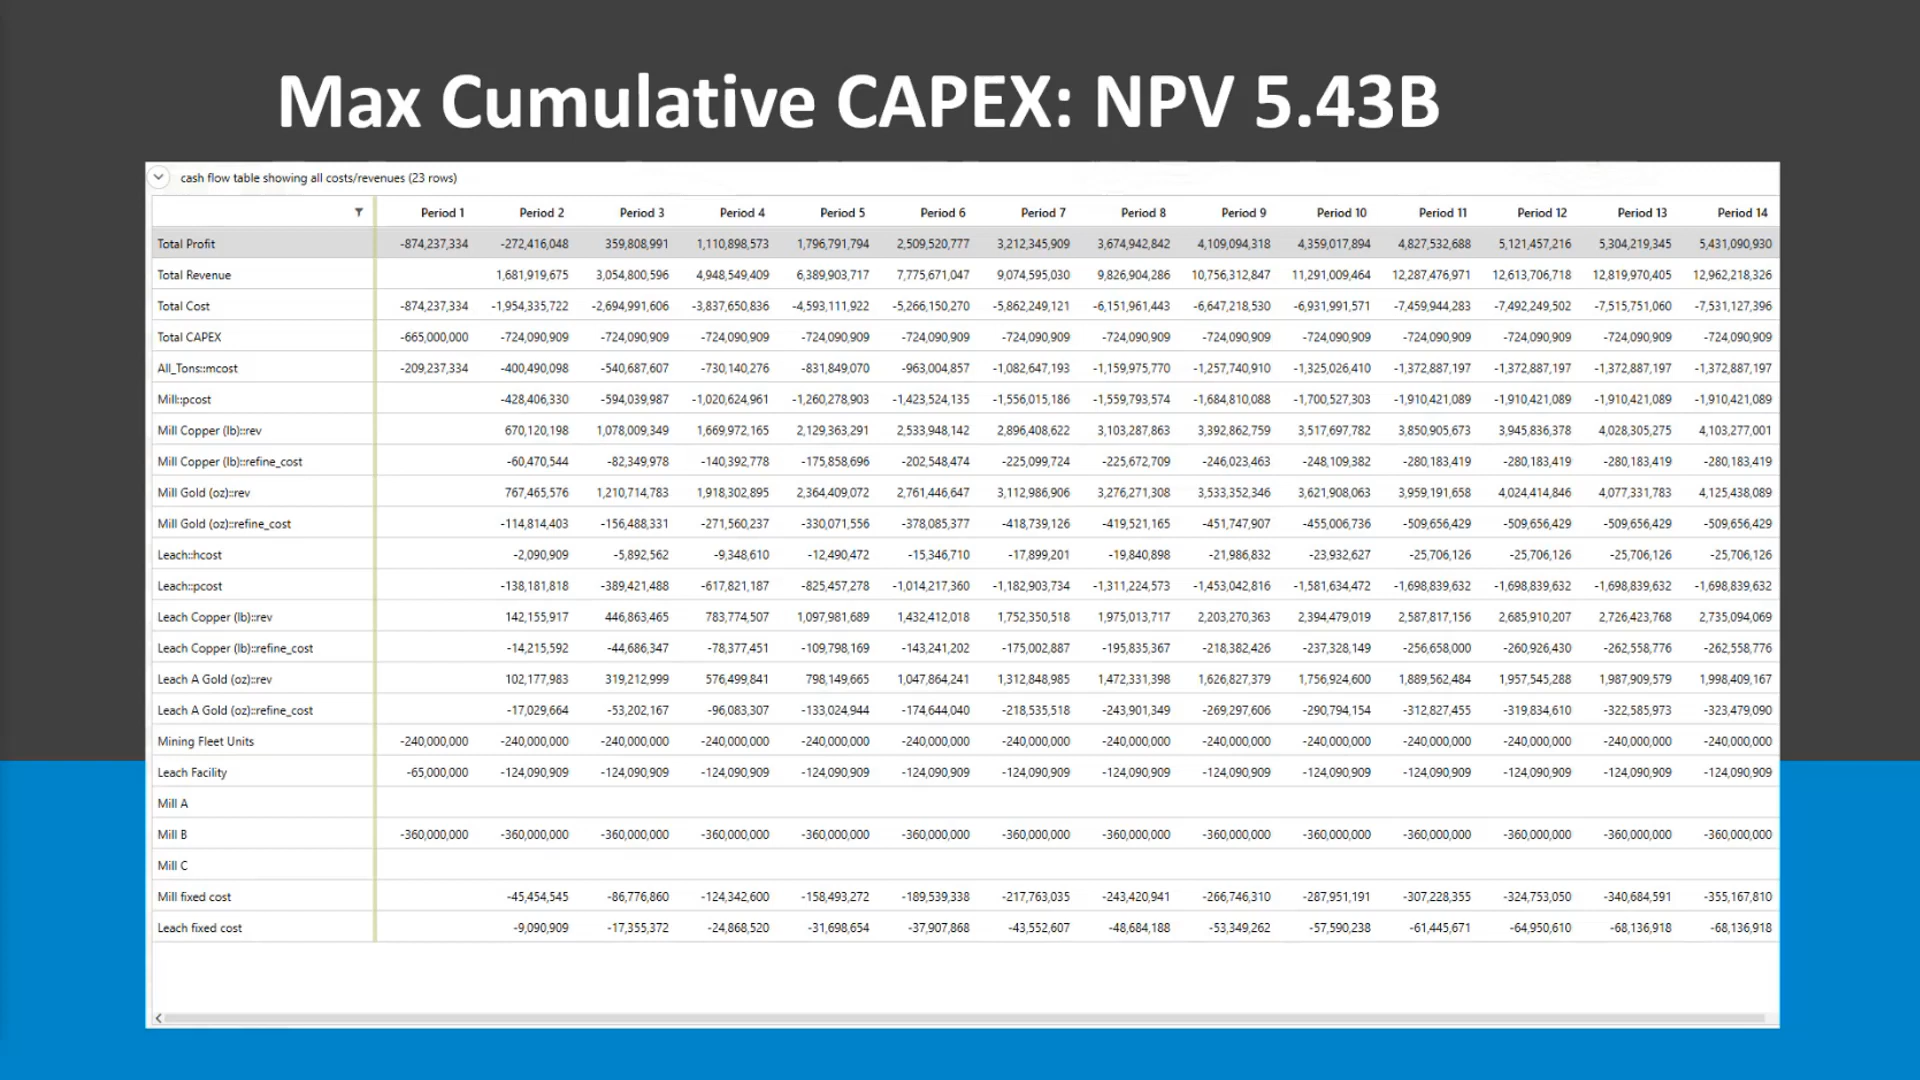 Max Cumulative CAPEX: NPV 5.43B
cash flow table showing all costs/revenues (23 rows)
Period 1 Period 2 Period 3 Period 4 Period 5 Period 6 Period 7 Period 8 Period 9 Period 10 Period 11 Period 12 Period 13 Period 14
Total Profit -874,237,334 -272,416,048 359,808,991 1,110,898,573 1,796,791,794 2,509,520,777 3,212,345,909 3,674,942,842 4,109,094,318 4,359,017,894 4,827,532,688 5,121,457,216 5,304,219,345 5,431,090,930
Total Revenue 1,681,919,675 3,054,800,596 4,948,549,409 6,389,903,717 7,775,671,047 9,074,595,030 9,826,904,286 10,756,312,847 11,291,009,464 12,287,476,971 12,613,706,718 12,819,970,405 12,962,218,326
Total Cost -874,237,334 -1,954,335,722 -2,694,991,606 -3,837,650,836 -4,593,111,922 -5,266,150,270 -5,862,249,121 -6,151,961,443 -6,647,218,530 -6,931,991,571 -7,459,944,283 -7,492,249,502 -7,515,751,060 -7,531,127,396
Total CAPEX -665,000,000 -724,090,909 -724,090,909 -724,090,909 -724,090,909 -724,090,909 -724,090,909 -724,090,909 -724,090,909 -724,090,909 -724,090,909 -724,090,909 -724,090,909 -724,090,909
All_Tons::mcost -209,237,334 -400,490,098 -540,687,607 -730,140,276 -831,849,070 -963,004,857 -1,082,647,193 -1,159,975,770 -1,257,740,910 -1,325,026,410 -1,372,887,197 -1,372,887,197 -1,372,887,197 -1,372,887,197
Mill::pcost -428,406,330 -594,039,987 -1,020,624,961 -1,260,278,903 -1,423,524,135 -1,556,015,186 -1,559,793,574 -1,684,810,088 -1,700,527,303 -1,910,421,089 -1,910,421,089 -1,910,421,089 -1,910,421,089
Mill Copper (lb)::rev 670,120,198 1,078,009,349 1,669,972,165 2,129,363,291 2,533,948,142 2,896,408,622 3,103,287,863 3,392,862,759 3,517,697,782 3,850,905,673 3,945,836,378 4,028,305,275 4,103,277,001
Mill Copper (lb)::refine_cost -60,470,544 -82,349,978 -140,392,778 -175,858,696 -202,548,474 -225,099,724 -225,672,709 -246,023,463 -248,109,382 -280,183,419 -280,183,419 -280,183,419 -280,183,419
Mill Gold (oz)::rev 767,465,576 1,210,714,783 1,918,302,895 2,364,409,072 2,761,446,647 3,112,986,906 3,276,271,308 3,533,352,346 3,621,908,063 3,959,191,658 4,024,414,846 4,077,331,783 4,125,438,089
Mill Gold (oz)::refine_cost -114,814,403 -156,488,331 -271,560,237 -330,071,556 -378,085,377 -418,739,126 -419,521,165 -451,747,907 -455,006,736 -509,656,429 -509,656,429 -509,656,429 -509,656,429
Leach::hcost -2,090,909 -5,892,562 -9,348,610 -12,490,472 -15,346,710 -17,899,201 -19,840,898 -21,986,832 -23,932,627 -25,706,126 -25,706,126 -25,706,126 -25,706,126
Leach::pcost -138,181,818 -389,421,488 -617,821,187 -825,457,278 -1,014,217,360 -1,182,903,734 -1,311,224,573 -1,453,042,816 -1,581,634,472 -1,698,839,632 -1,698,839,632 -1,698,839,632 -1,698,839,632
Leach Copper (lb)::rev 142,155,917 446,863,465 783,774,507 1,097,981,689 1,432,412,018 1,752,350,518 1,975,013,717 2,203,270,363 2,394,479,019 2,587,817,156 2,685,910,207 2,726,423,768 2,735,094,069
Leach Copper (lb)::refine_cost -14,215,592 -44,686,347 -78,377,451 -109,798,169 -143,241,202 -175,002,887 -195,835,367 -218,382,426 -237,328,149 -256,658,000 -260,926,430 -262,558,776 -262,558,776
Leach A Gold (oz)::rev 102,177,983 319,212,999 576,499,841 798,149,665 1,047,864,241 1,312,848,985 1,472,331,398 1,626,827,379 1,756,924,600 1,889,562,484 1,957,545,288 1,987,909,579 1,998,409,167
Leach A Gold (oz)::refine_cost -17,029,664 -53,202,167 -96,083,307 -133,024,944 -174,644,040 -218,535,518 -243,901,349 -269,297,606 -290,794,154 -312,827,455 -319,834,610 -322,585,973 -323,479,090
Mining Fleet Units -240,000,000 -240,000,000 -240,000,000 -240,000,000 -240,000,000 -240,000,000 -240,000,000 -240,000,000 -240,000,000 -240,000,000 -240,000,000 -240,000,000 -240,000,000 -240,000,000
Leach Facility -65,000,000 -124,090,909 -124,090,909 -124,090,909 -124,090,909 -124,090,909 -124,090,909 -124,090,909 -124,090,909 -124,090,909 -124,090,909 -124,090,909 -124,090,909 -124,090,909
Mill A
Mill B -360,000,000 -360,000,000 -360,000,000 -360,000,000 -360,000,000 -360,000,000 -360,000,000 -360,000,000 -360,000,000 -360,000,000 -360,000,000 -360,000,000 -360,000,000 -360,000,000
Mill C
Mill fixed cost -45,454,545 -86,776,860 -124,342,600 -158,493,272 -189,539,338 -217,763,035 -243,420,941 -266,746,310 -287,951,191 -307,228,355 -324,753,050 -340,684,591 -355,167,810
Leach fixed cost -9,090,909 -17,355,372 -24,868,520 -31,698,654 -37,907,868 -43,552,607 -48,684,188 -53,349,262 -57,590,238 -61,445,671 -64,950,610 -68,136,918 -68,136,918